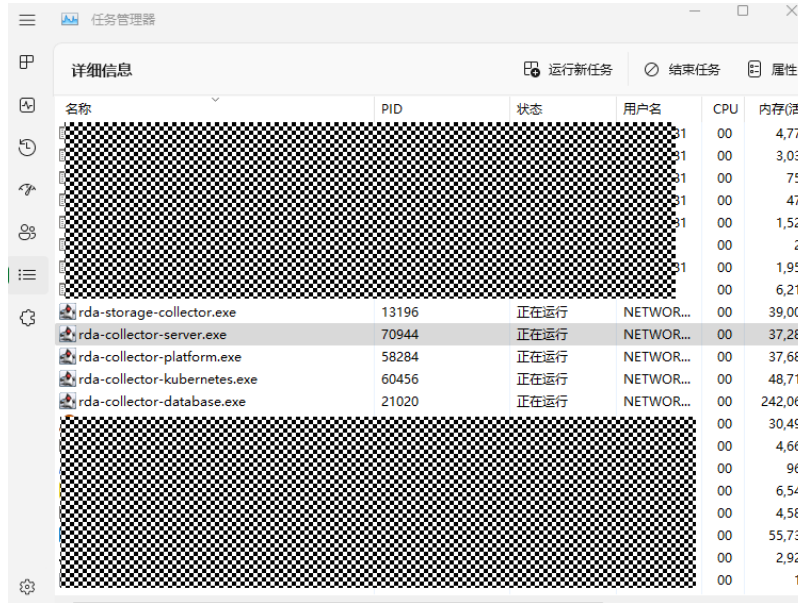 任务管理器
详细信息 运行新任务 结束任务 属性
名称 PID 状态 用户名 CPU 内存(活
31 00 4,77
31 00 3,03
31 00 75
31 00 47
31 00 1,52
00 2
31 00 1,95
00 6,21
rda-storage-collector.exe 13196 正在运行 NETWOR... 00 39,00
rda-collector-server.exe 70944 正在运行 NETWOR... 00 37,28
rda-collector-platform.exe 58284 正在运行 NETWOR... 00 37,68
rda-collector-kubernetes.exe 60456 正在运行 NETWOR... 00 48,71
rda-collector-database.exe 21020 正在运行 NETWOR... 00 242,06
00 30,49
00 4,66
00 96
00 6,54
00 4,58
00 55,73
00 2,92
00 1